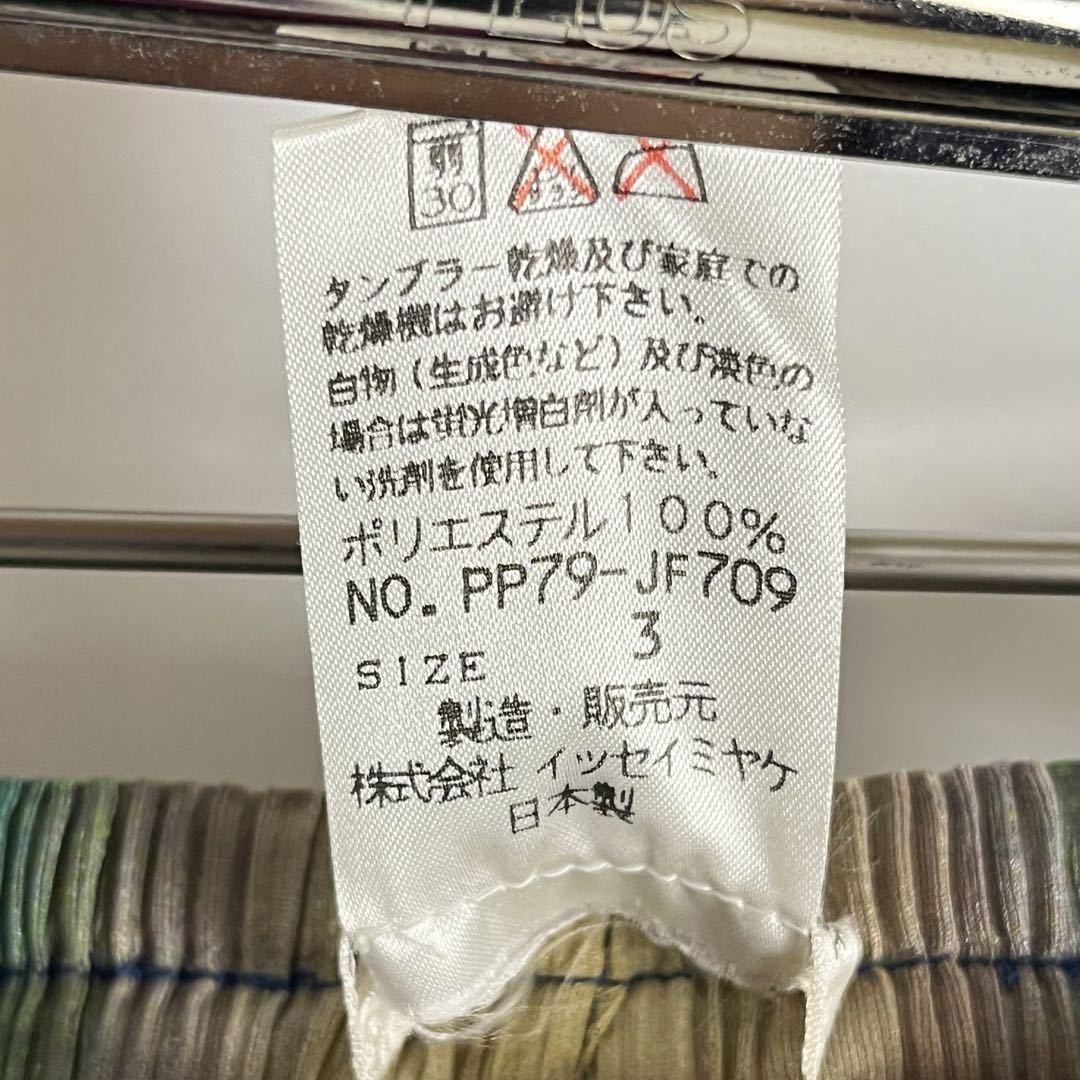 PLUS
弱
30
タンブラー乾燥及び家庭での
乾燥機はお避け下さい。
白物（生成色など）及び淡色の
場合は蛍光増白剤が入っていな
い洗剤を使用して下さい。
ポリエステル100%
NO. PP79-JF709
3
SIZE
製造・販売元
株式会社 イッセイミヤケ
日本製